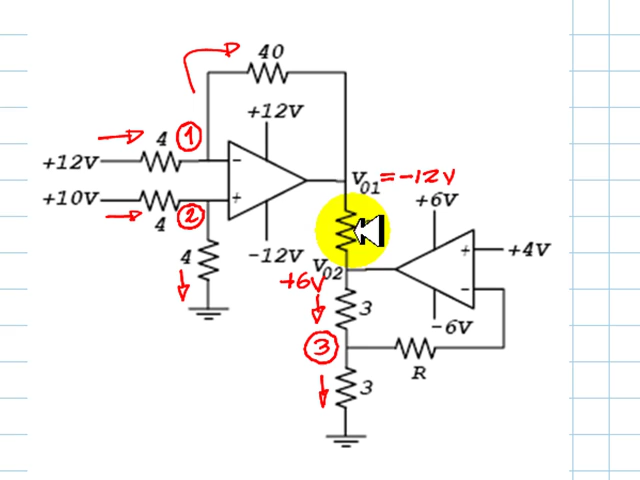 40
+12V
4 ①
+12V
−
V01 = -12V
+10V
+
+6V
②
4
+
+4V
4
-12V
V02
−
+6V
-6V
3
③
R
3